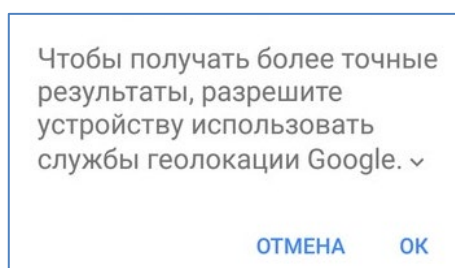 Чтобы получать более точные
результаты, разрешите
устройству использовать
службы геолокации Google.
ОТМЕНА ОК